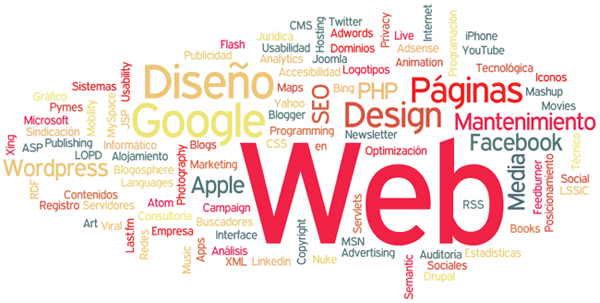 CMS
Hosting
Twitter
Internet
Flash
Jurídica
Adwords
Privacy
Live
Programación
iPhone
Publicidad
Usabilidad
Dominios
Adsense
YouTube
Analytics
Joomla
Animation
Tecnológica
Sistemas
Usability
Diseño
Accesibilidad
Logotipos
Páginas
Iconos
Gráfico
Maps
SEO
Bing
PHP
Mashup
Pymes
Mobility
MySpace
JSP
Google
Yahoo
Design
Movies
Microsoft
Blogger
Mantenimiento
Xing
Sindicación
Programming
Newsletter
ASP
Publishing
Informático
Blogs
CSS
en
Web
Optimización
Facebook
Técnico
LOPD
Alojamiento
Photography
Marketing
Wordpress
Blogosphere
Apple
Media
Feedburner
Posicionamiento
Social
RDF
Languages
LSSIC
Contenidos
Atom
Campaign
Servlets
RSS
Registro
Servidores
Consultoría
Buscadores
Copyright
Books
Art
Viral
Last.fm
Redes
Empresa
Interface
MSN
Auditoría
Estadísticas
Music
Apps
Análisis
Advertising
Semantic
Sociales
XML
Linkedin
Nuke
Drupal